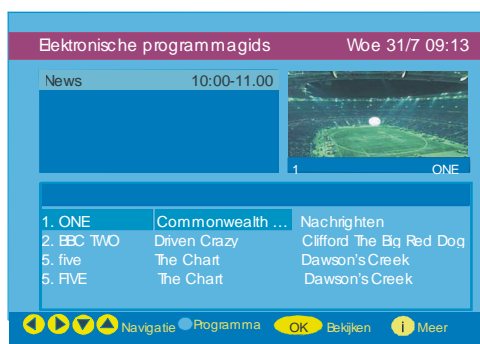 Elektronische programmagids Woe 31/7 09:13
News 10:00-11.00
1 ONE
1. ONE Commonwealth ... Nachrighten
2. BBC TWO Driven Crazy Clifford The Big Red Dog
5. five The Chart Dawson's Creek
5. FIVE The Chart Dawson's Creek
Navigatie Programma OK Bekijken i Meer